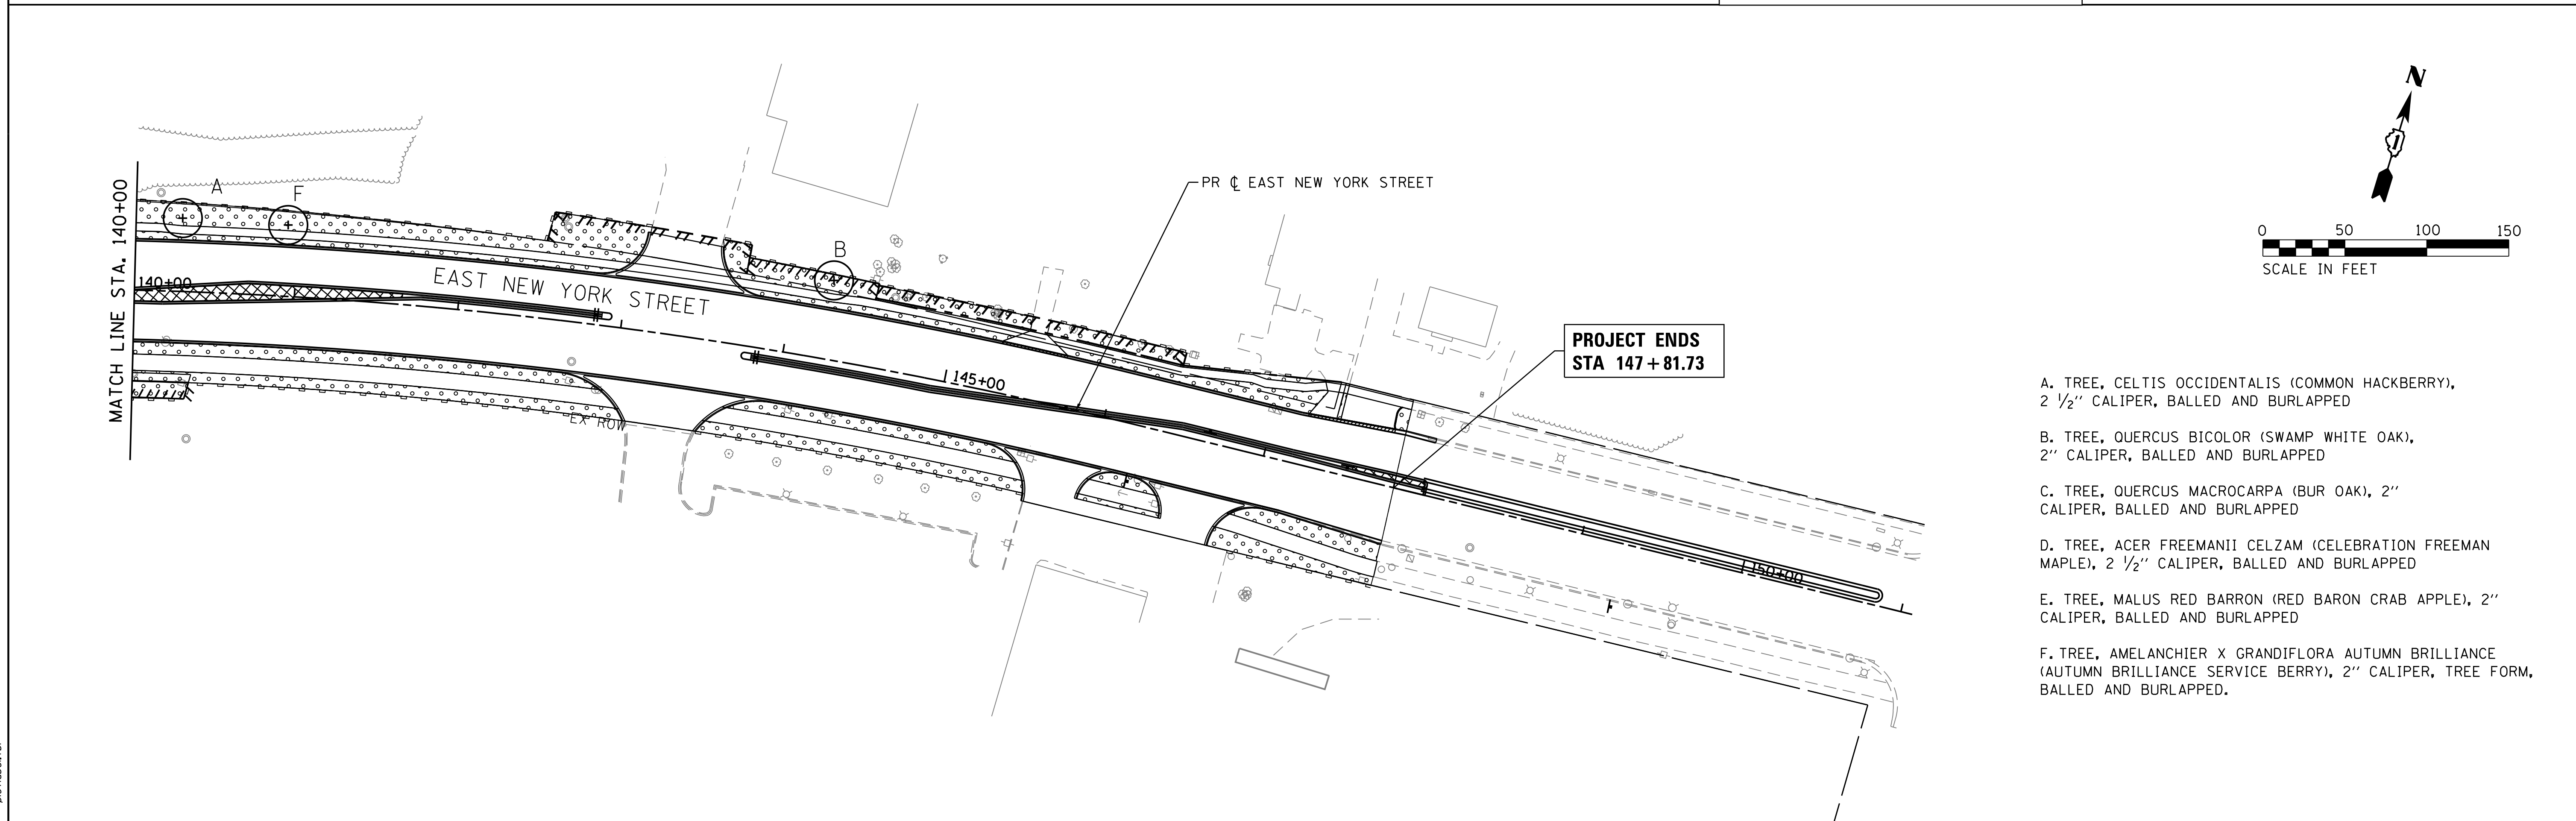 N
1
0 50 100 150
SCALE IN FEET
MATCH LINE STA. 140+00
A
F
B
140+00
EAST NEW YORK STREET
PR ℄ EAST NEW YORK STREET
145+00
EX ROW
PROJECT ENDS
STA 147+81.73
150+00
A. TREE, CELTIS OCCIDENTALIS (COMMON HACKBERRY),
2 1/2" CALIPER, BALLED AND BURLAPPED
B. TREE, QUERCUS BICOLOR (SWAMP WHITE OAK),
2" CALIPER, BALLED AND BURLAPPED
C. TREE, QUERCUS MACROCARPA (BUR OAK), 2"
CALIPER, BALLED AND BURLAPPED
D. TREE, ACER FREEMANII CELZAM (CELEBRATION FREEMAN
MAPLE), 2 1/2" CALIPER, BALLED AND BURLAPPED
E. TREE, MALUS RED BARRON (RED BARON CRAB APPLE), 2"
CALIPER, BALLED AND BURLAPPED
F. TREE, AMELANCHIER X GRANDIFLORA AUTUMN BRILLIANCE
(AUTUMN BRILLIANCE SERVICE BERRY), 2" CALIPER, TREE FORM,
BALLED AND BURLAPPED.